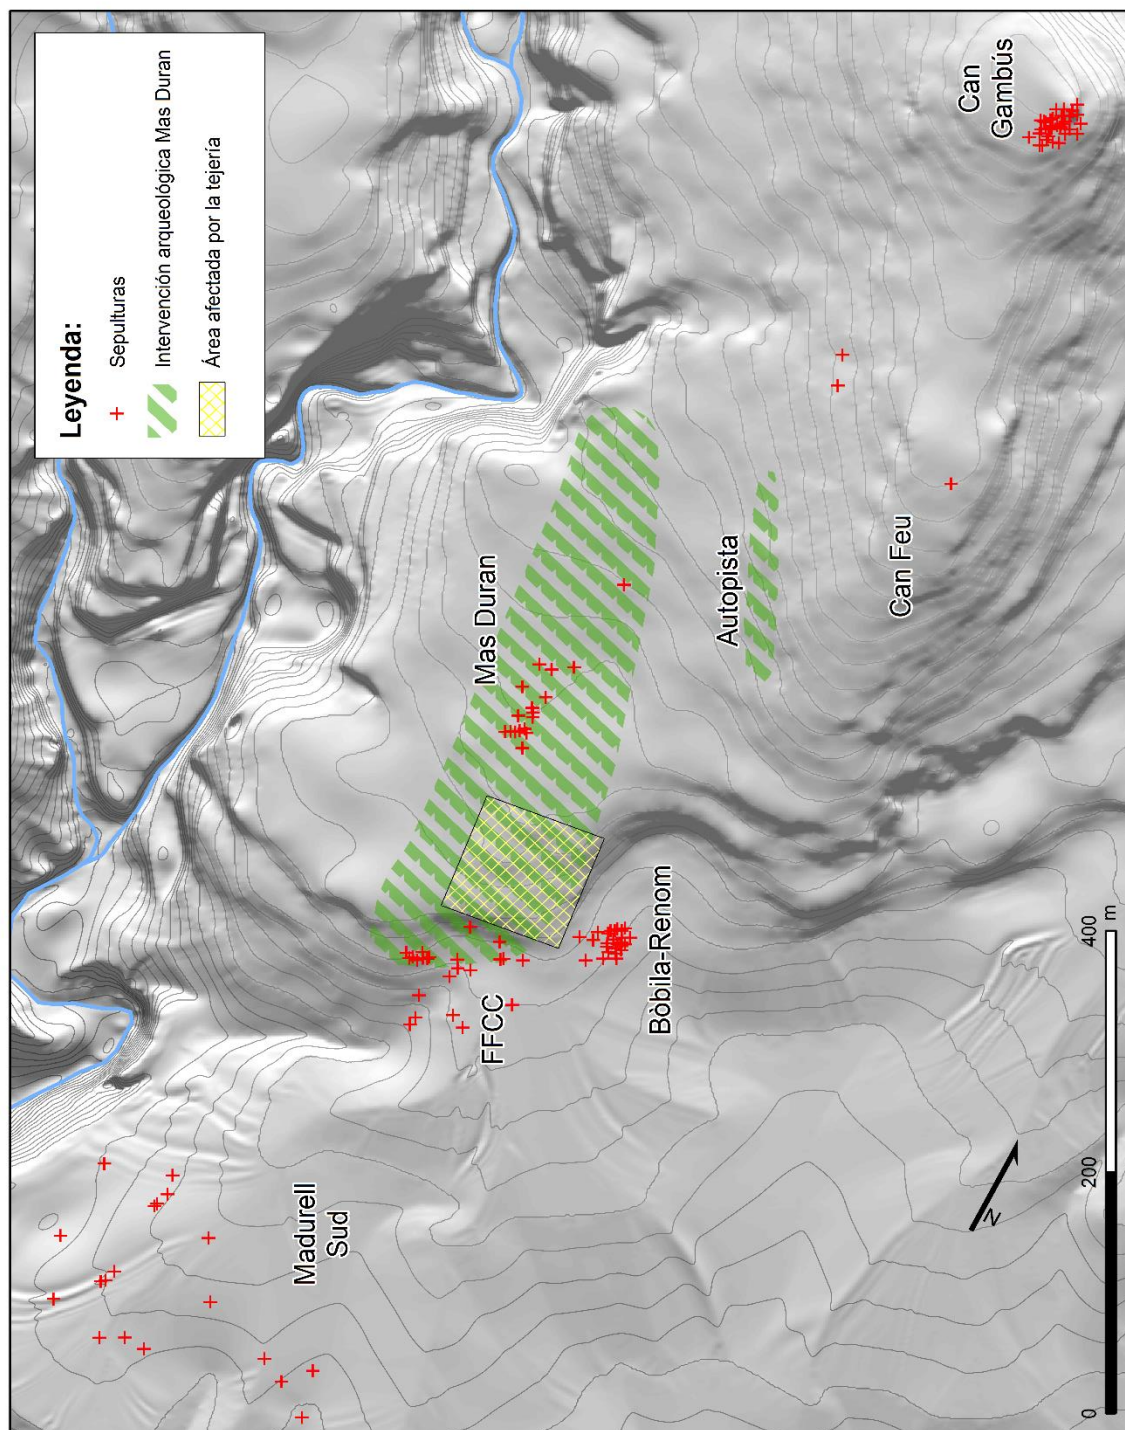 Leyenda:
Sepulturas
Intervención arqueológica Mas Duran
Área afectada por la tejería
Madurell
Sud
FFCC
Bòbila-Renom
Mas Duran
Autopista
Can Feu
Can
Gambús
N
0 200 400 m